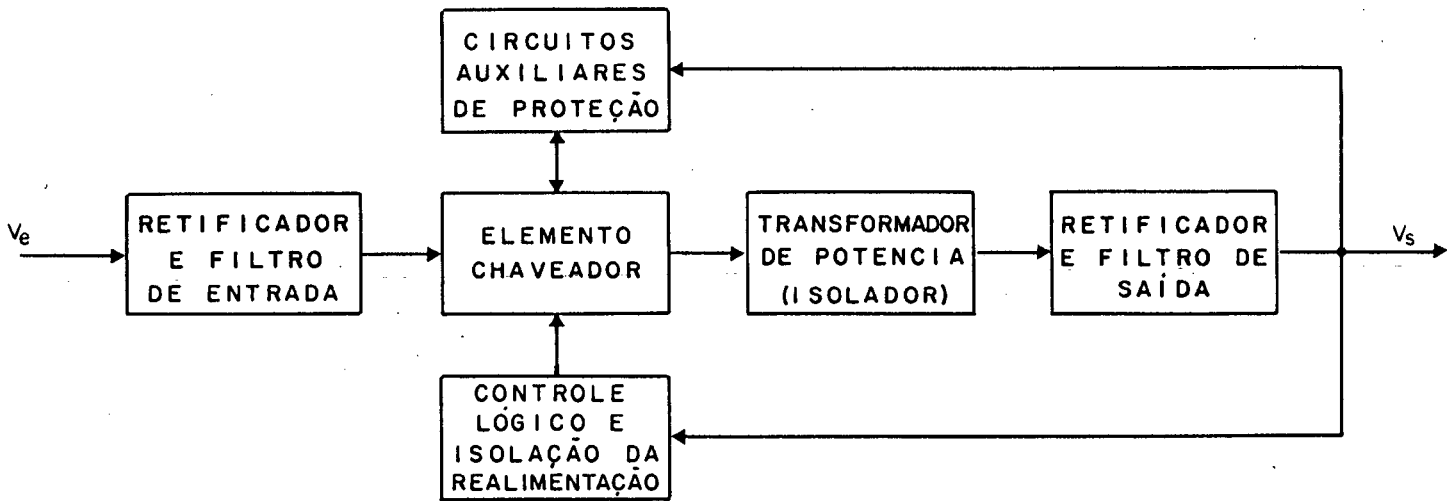 CIRCUITOS
AUXILIARES
DE PROTEÇÃO
Ve
RETIFICADOR
E FILTRO
DE ENTRADA
ELEMENTO
CHAVEADOR
TRANSFORMADOR
DE POTENCIA
(ISOLADOR)
RETIFICADOR
E FILTRO DE
SAÍDA
Vs
CONTROLE
LÓGICO E
ISOLAÇÃO DA
REALIMENTAÇÃO